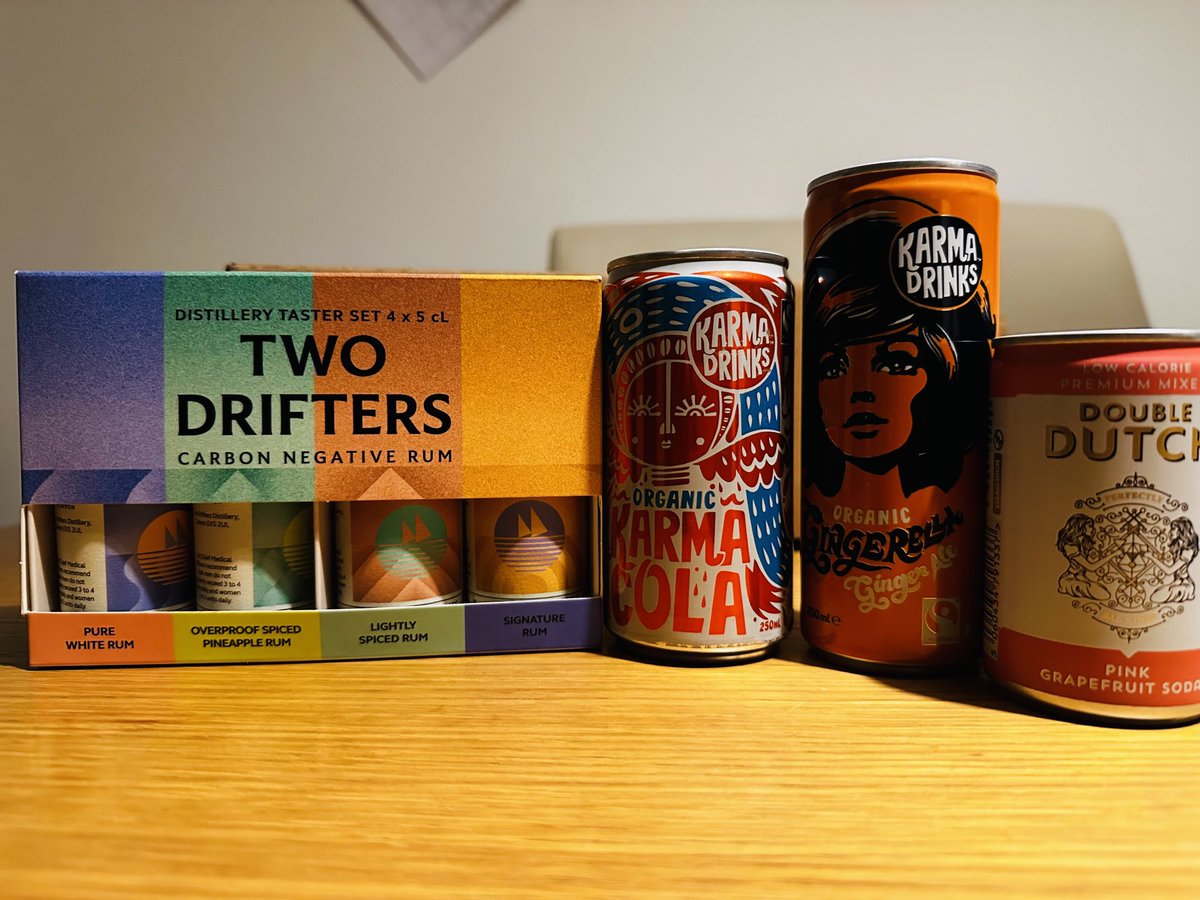 DISTILLERY TASTER SET 4 x 5 cL
TWO
DRIFTERS
CARBON NEGATIVE RUM
PURE
WHITE RUM
OVERPROOF SPICED
PINEAPPLE RUM
LIGHTLY
SPICED RUM
SIGNATURE
RUM
KARMA
DRINKS
ORGANIC
KARMA
COLA
250mL
KARMA
DRINKS
ORGANIC
GINGERELLA
Ginger Ale
250ml e
LOW CALORIE
PREMIUM MIXE
DOUBLE
DUTCH
PERFECTLY
PINK
GRAPEFRUIT SODA